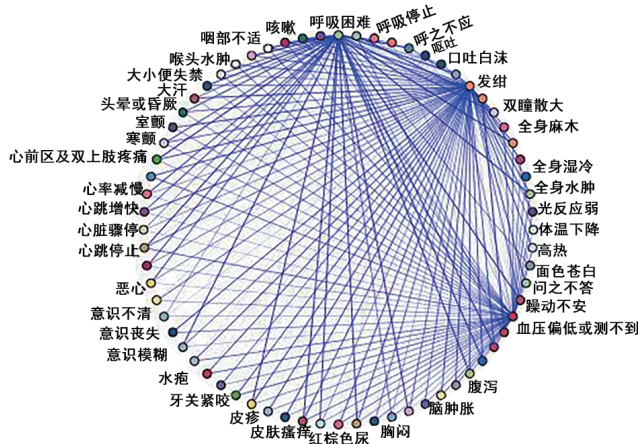 呼吸困难
呼吸停止
呼之不应
呕吐
口吐白沫
发绀
双瞳散大
全身麻木
全身湿冷
全身水肿
光反应弱
体温下降
高热
面色苍白
问之不答
躁动不安
血压偏低或测不到
腹泻
脑肿胀
胸闷
红棕色尿
皮肤瘙痒
皮疹
牙关紧咬
水疱
意识模糊
意识丧失
意识不清
恶心
心跳停止
心脏骤停
心跳增快
心率减慢
心前区及双上肢疼痛
寒颤
室颤
头晕或昏厥
大汗
大小便失禁
喉头水肿
咽部不适
咳嗽